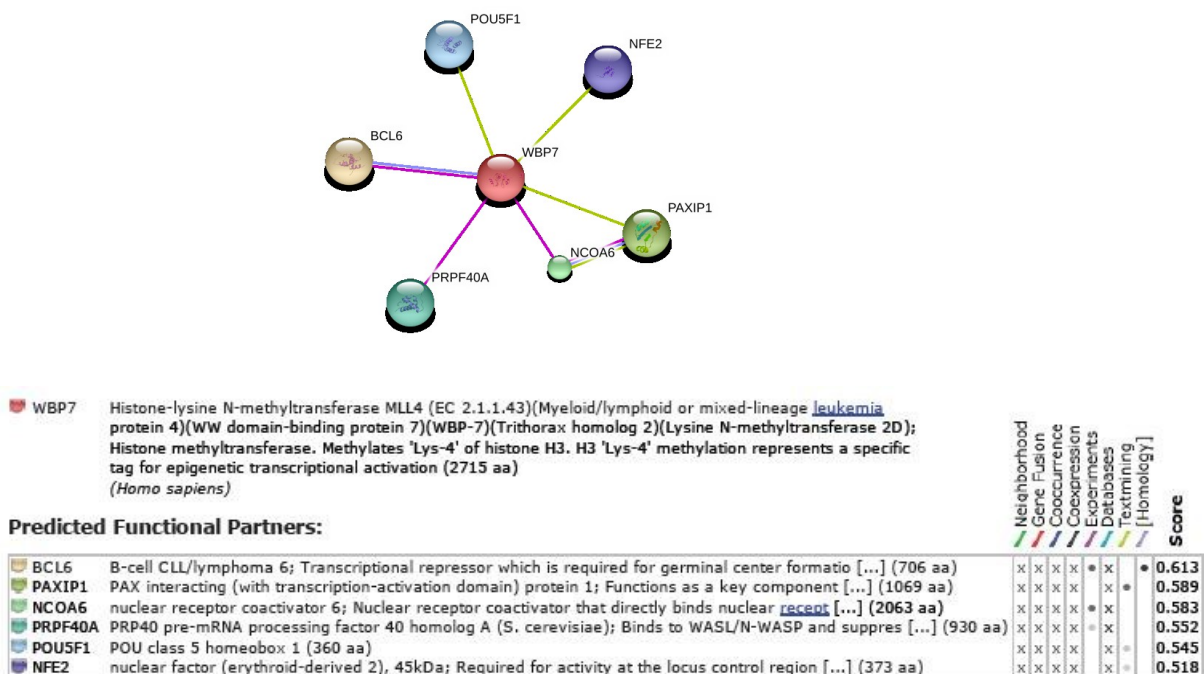 POU5F1
NFE2
BCL6
WBP7
PAXIP1
NCOA6
PRPF40A
WBP7 Histone-lysine N-methyltransferase MLL4 (EC 2.1.1.43)(Myeloid/lymphoid or mixed-lineage leukemia
protein 4)(WW domain-binding protein 7)(WBP-7)(Trithorax homolog 2)(Lysine N-methyltransferase 2D);
Histone methyltransferase. Methylates 'Lys-4' of histone H3. H3 'Lys-4' methylation represents a specific
tag for epigenetic transcriptional activation (2715 aa)
(Homo sapiens)
Neighborhood
Gene Fusion
Cooccurrence
Coexpression
Experiments
Databases
Textmining
[Homology]
Score
Predicted Functional Partners:
BCL6 B-cell CLL/lymphoma 6; Transcriptional repressor which is required for germinal center formatio [...] (706 aa) x x x x • x • 0.613
PAXIP1 PAX interacting (with transcription-activation domain) protein 1; Functions as a key component [...] (1069 aa) x x x x x • 0.589
NCOA6 nuclear receptor coactivator 6; Nuclear receptor coactivator that directly binds nuclear recept [...] (2063 aa) x x x x • x 0.583
PRPF40A PRP40 pre-mRNA processing factor 40 homolog A (S. cerevisiae); Binds to WASL/N-WASP and suppres [...] (930 aa) x x x x • x 0.552
POU5F1 POU class 5 homeobox 1 (360 aa) x x x x x • 0.545
NFE2 nuclear factor (erythroid-derived 2), 45kDa; Required for activity at the locus control region [...] (373 aa) x x x x x • 0.518